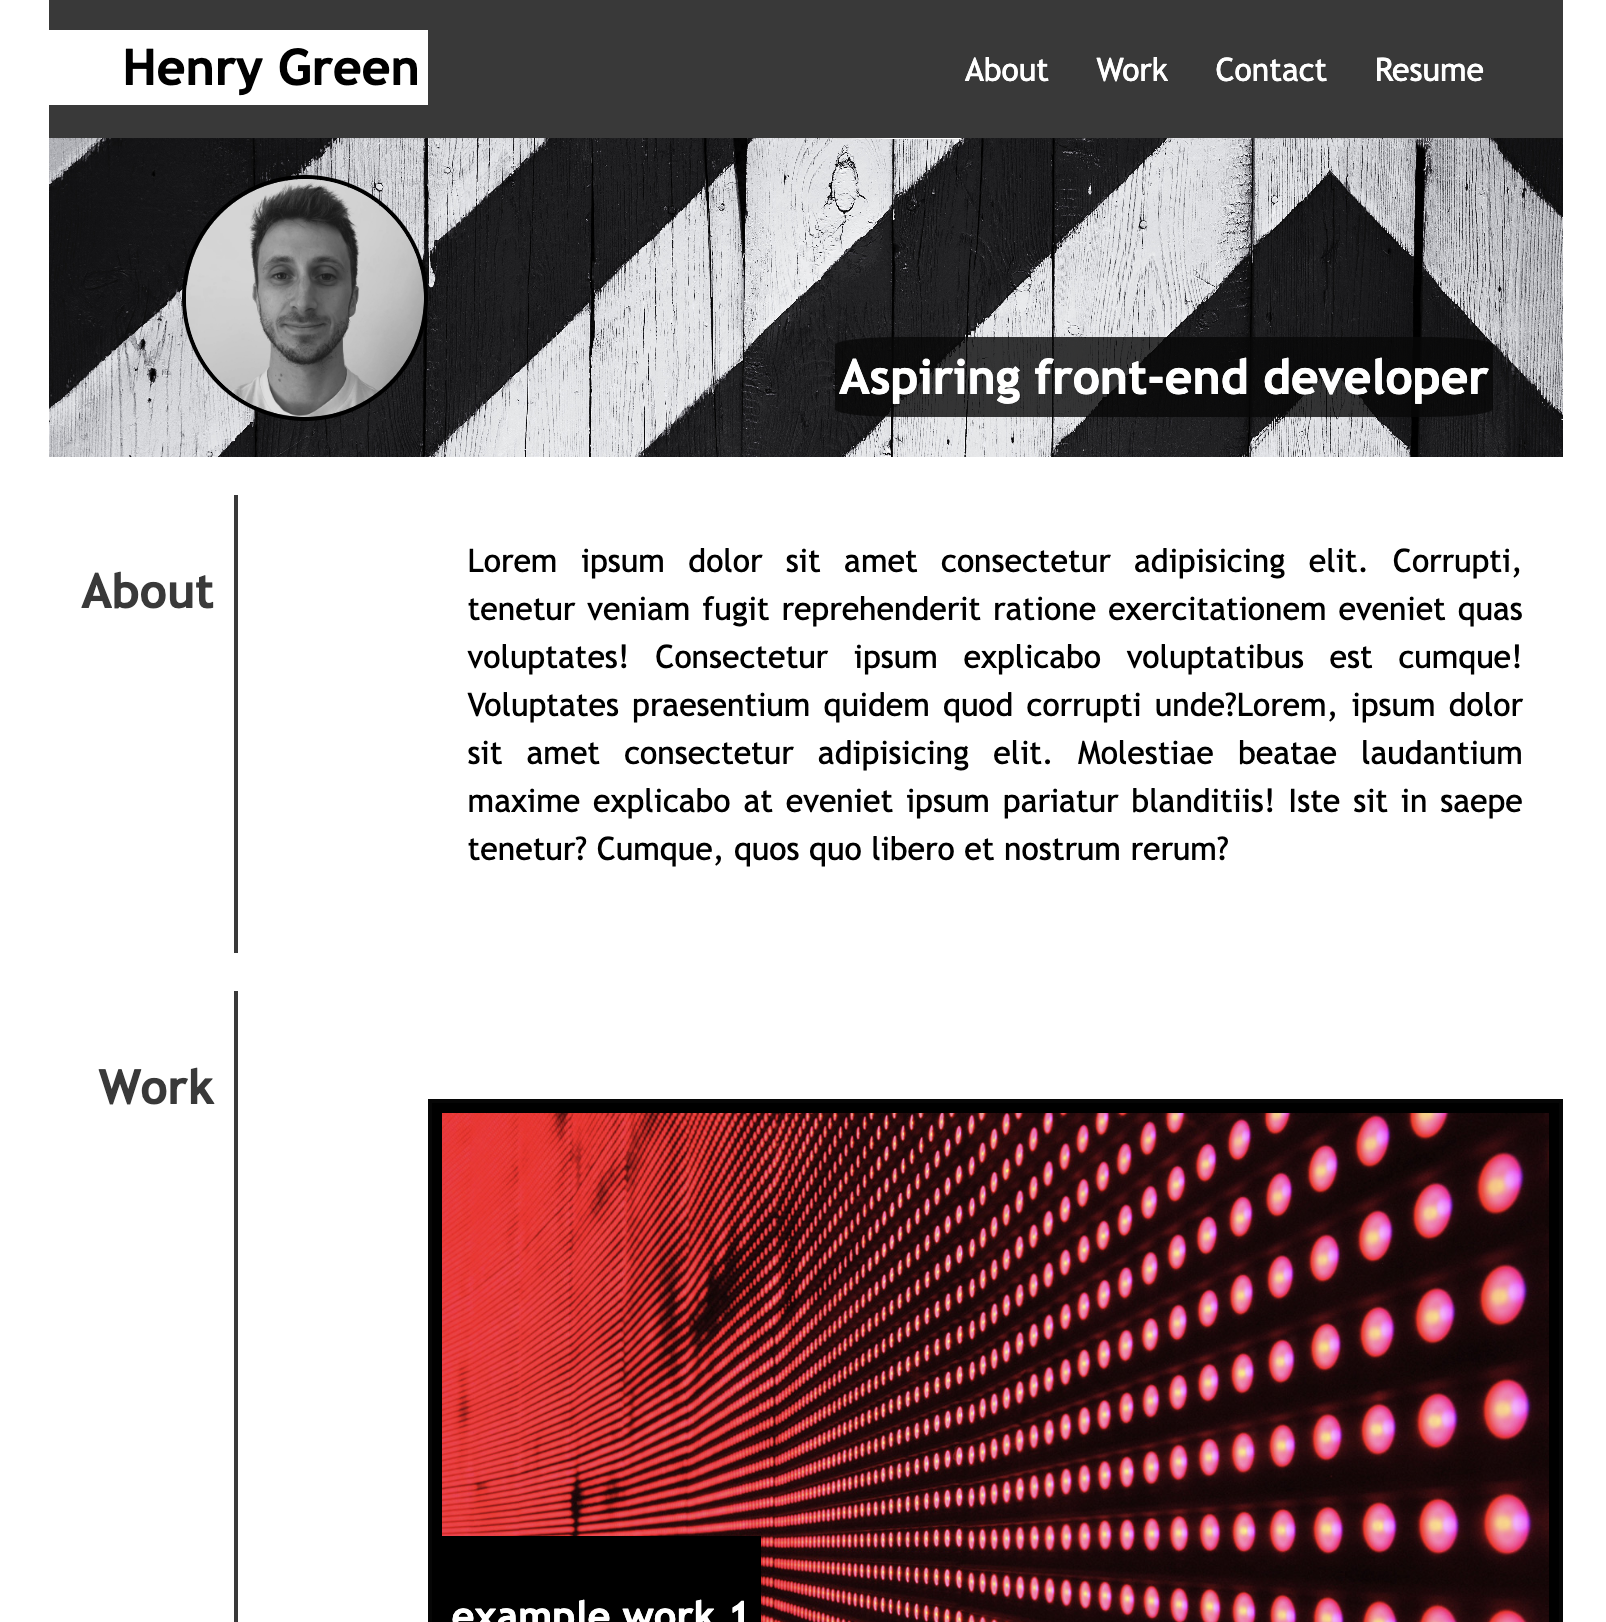 Henry Green
About Work Contact Resume
Aspiring front-end developer
About
Lorem ipsum dolor sit amet consectetur adipisicing elit. Corrupti,
tenetur veniam fugit reprehenderit ratione exercitationem eveniet quas
voluptates! Consectetur ipsum explicabo voluptatibus est cumque!
Voluptates praesentium quidem quod corrupti unde?Lorem, ipsum dolor
sit amet consectetur adipisicing elit. Molestiae beatae laudantium
maxime explicabo at eveniet ipsum pariatur blanditiis! Iste sit in saepe
tenetur? Cumque, quos quo libero et nostrum rerum?
Work
example work 1